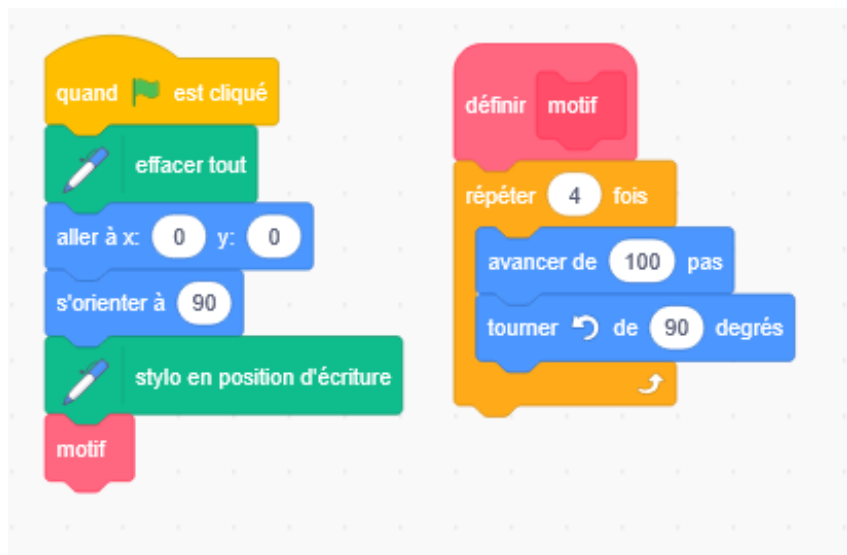 quand est cliqué
effacer tout
aller à x: 0 y: 0
s'orienter à 90
stylo en position d'écriture
motif
définir motif
répéter 4 fois
avancer de 100 pas
tourner de 90 degrés